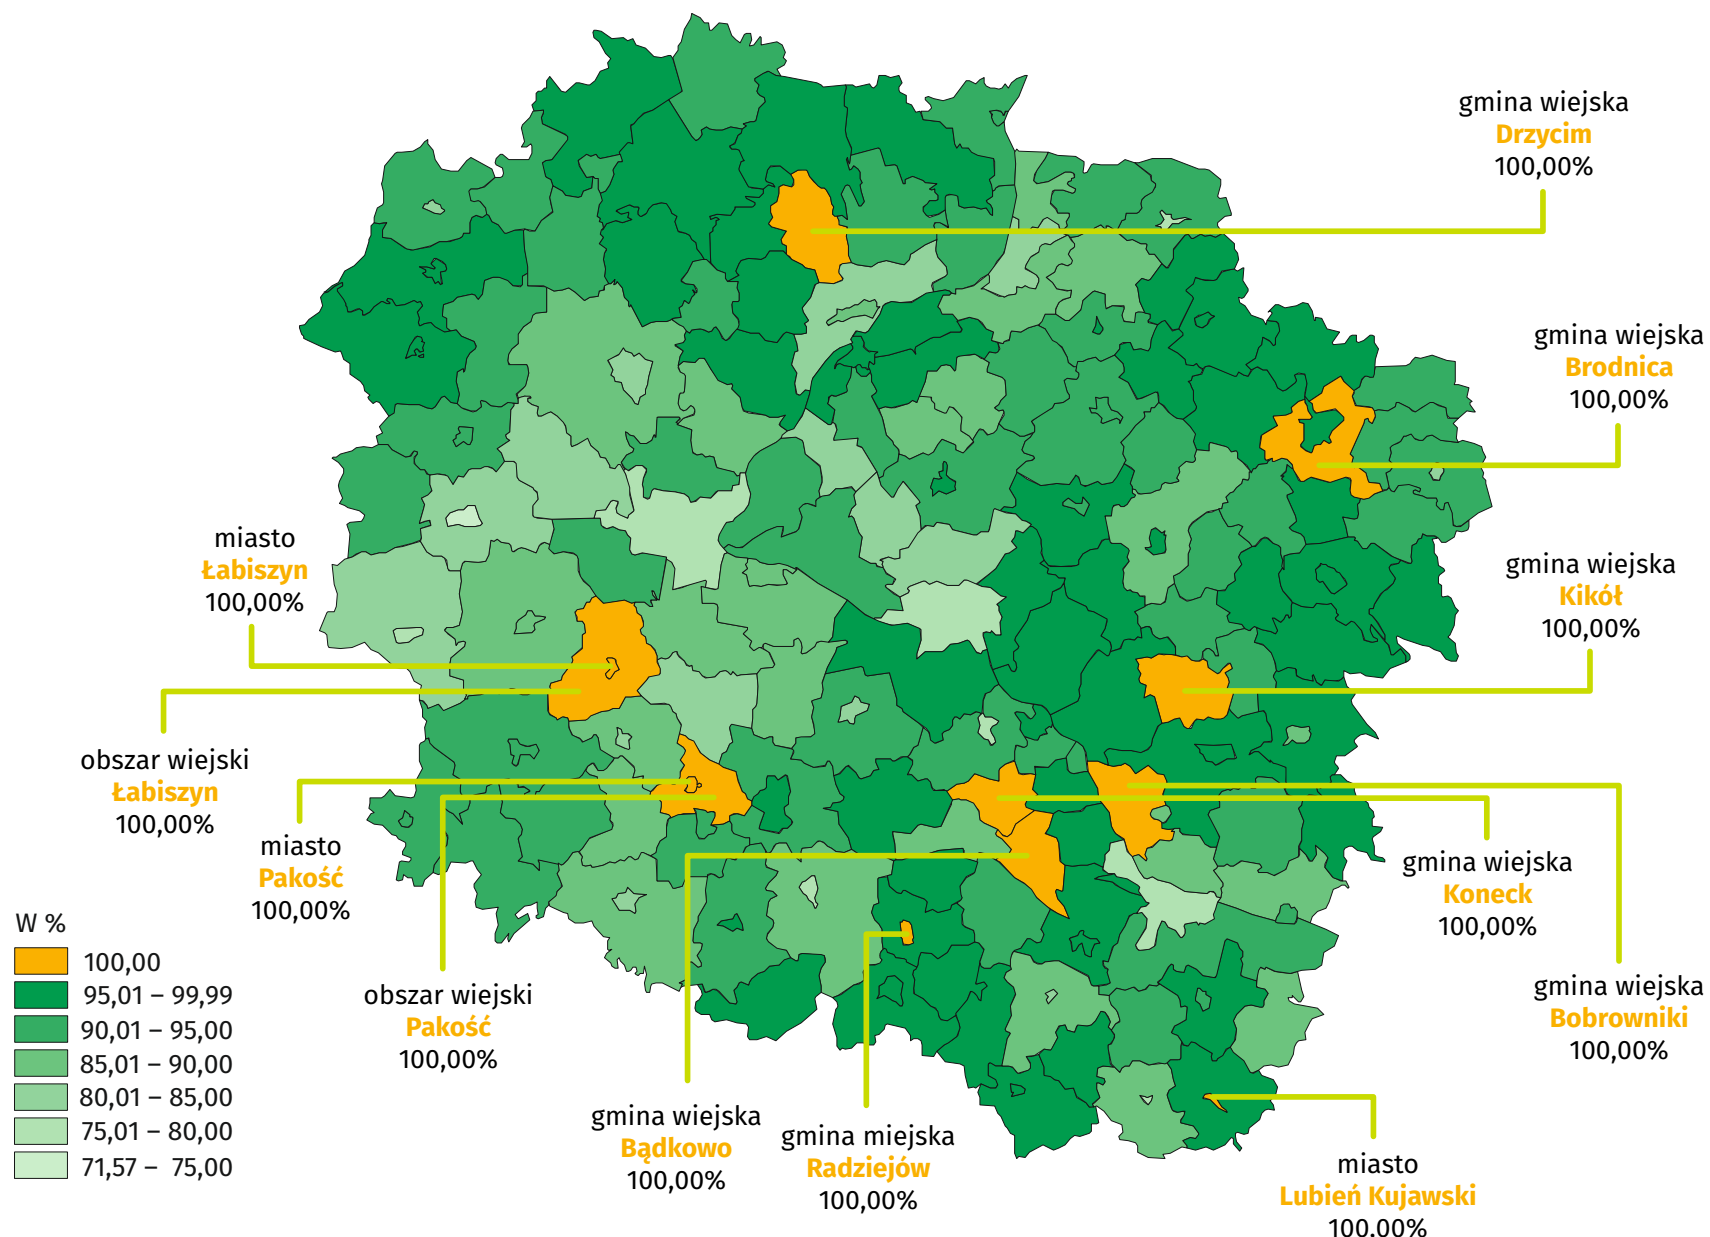 gmina wiejska
Drzycim
100,00%
gmina wiejska
Brodnica
100,00%
miasto
Łabiszyn
100,00%
gmina wiejska
Kikół
100,00%
obszar wiejski
Łabiszyn
100,00%
miasto
Pakość
100,00%
gmina wiejska
Koneck
100,00%
W %
100,00
95,01 – 99,99
90,01 – 95,00
85,01 – 90,00
80,01 – 85,00
75,01 – 80,00
71,57 – 75,00
obszar wiejski
Pakość
100,00%
gmina wiejska
Bobrowniki
100,00%
gmina wiejska
Bądkowo
100,00%
gmina miejska
Radziejów
100,00%
miasto
Lubień Kujawski
100,00%